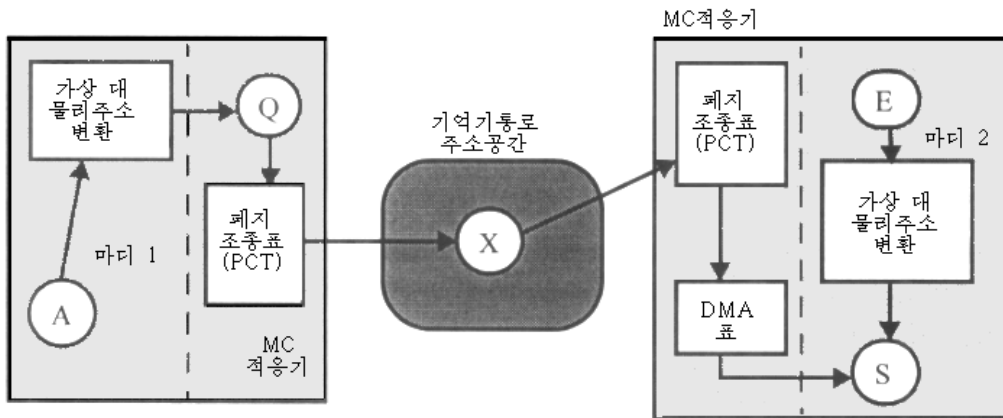 가상 대
물리주소
변환
A
마디 1
Q
페지
조종표
(PCT)
MC
적응기
기억기통로
주소공간
X
MC적응기
페지
조종표
(PCT)
DMA
표
E
마디 2
가상 대
물리주소
변환
S